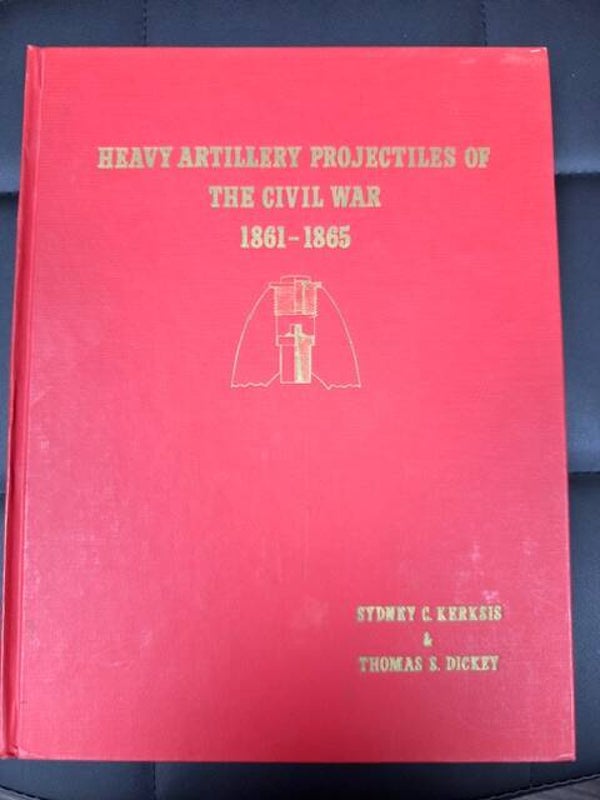 HEAVY ARTILLERY PROJECTILES OF
THE CIVIL WAR
1861-1865
SYDNEY C. KERKSIS
&
THOMAS S. DICKEY